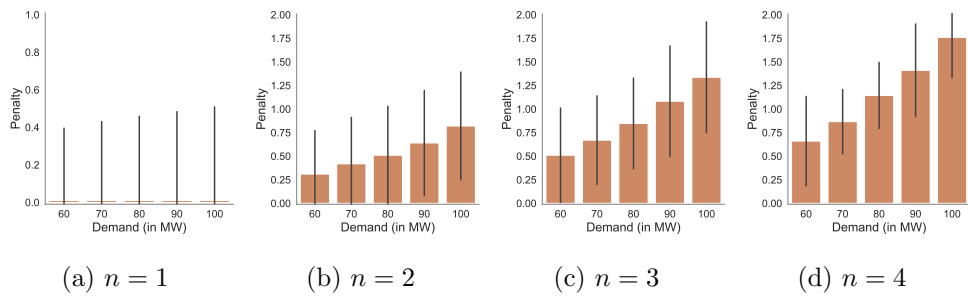 1.0
0.8
0.6
0.4
0.2
0.0
Penalty
60 70 80 90 100
Demand (in MW)
(a) n = 1
2.00
1.75
1.50
1.25
1.00
0.75
0.50
0.25
0.00
Penalty
60 70 80 90 100
Demand (in MW)
(b) n = 2
2.00
1.75
1.50
1.25
1.00
0.75
0.50
0.25
0.00
Penalty
60 70 80 90 100
Demand (in MW)
(c) n = 3
2.00
1.75
1.50
1.25
1.00
0.75
0.50
0.25
0.00
Penalty
60 70 80 90 100
Demand (in MW)
(d) n = 4